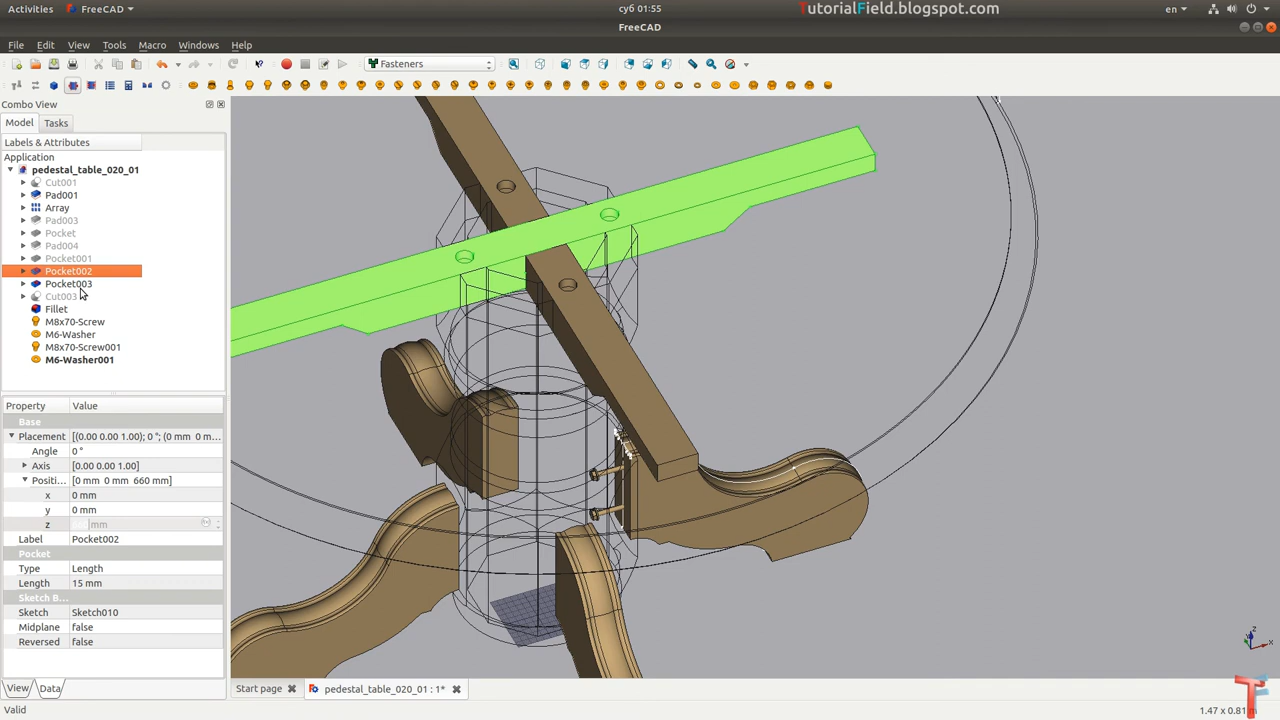 Activities
FreeCAD
суб 01:55
TutorialField.blogspot.com
en
FreeCAD
File Edit View Tools Macro Windows Help
Fasteners
Combo View
Model Tasks
Labels & Attributes
Application
pedestal_table_020_01
Cut001
Pad001
Array
Pad003
Pocket
Pad004
Pocket001
Pocket002
Pocket003
Cut003
Fillet
M8x70-Screw
M6-Washer
M8x70-Screw001
M6-Washer001
Property Value
Base
Placement [(0.00 0.00 1.00); 0 °; (0 mm 0 m...
Angle 0 °
Axis [0.00 0.00 1.00]
Positi... [0 mm 0 mm 660 mm]
x 0 mm
y 0 mm
z mm
Label Pocket002
Pocket
Type Length
Length 15 mm
Sketch B...
Sketch Sketch010
Midplane false
Reversed false
View Data
Start page
pedestal_table_020_01 : 1*
Valid
1.47 x 0.81